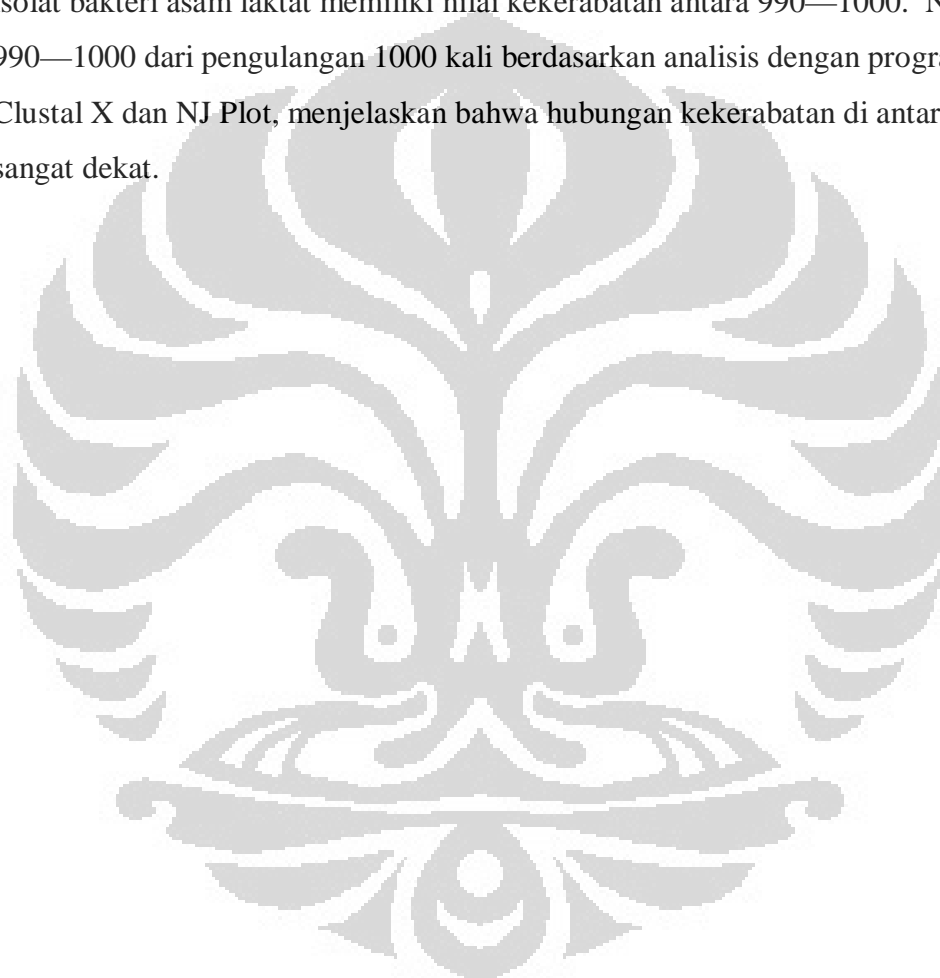 solat bakteri asam laktat memiliki nilai kekerabatan antara 990—1000. N
990—1000 dari pengulangan 1000 kali berdasarkan analisis dengan progra
Clustal X dan NJ Plot, menjelaskan bahwa hubungan kekerabatan di antar
sangat dekat.